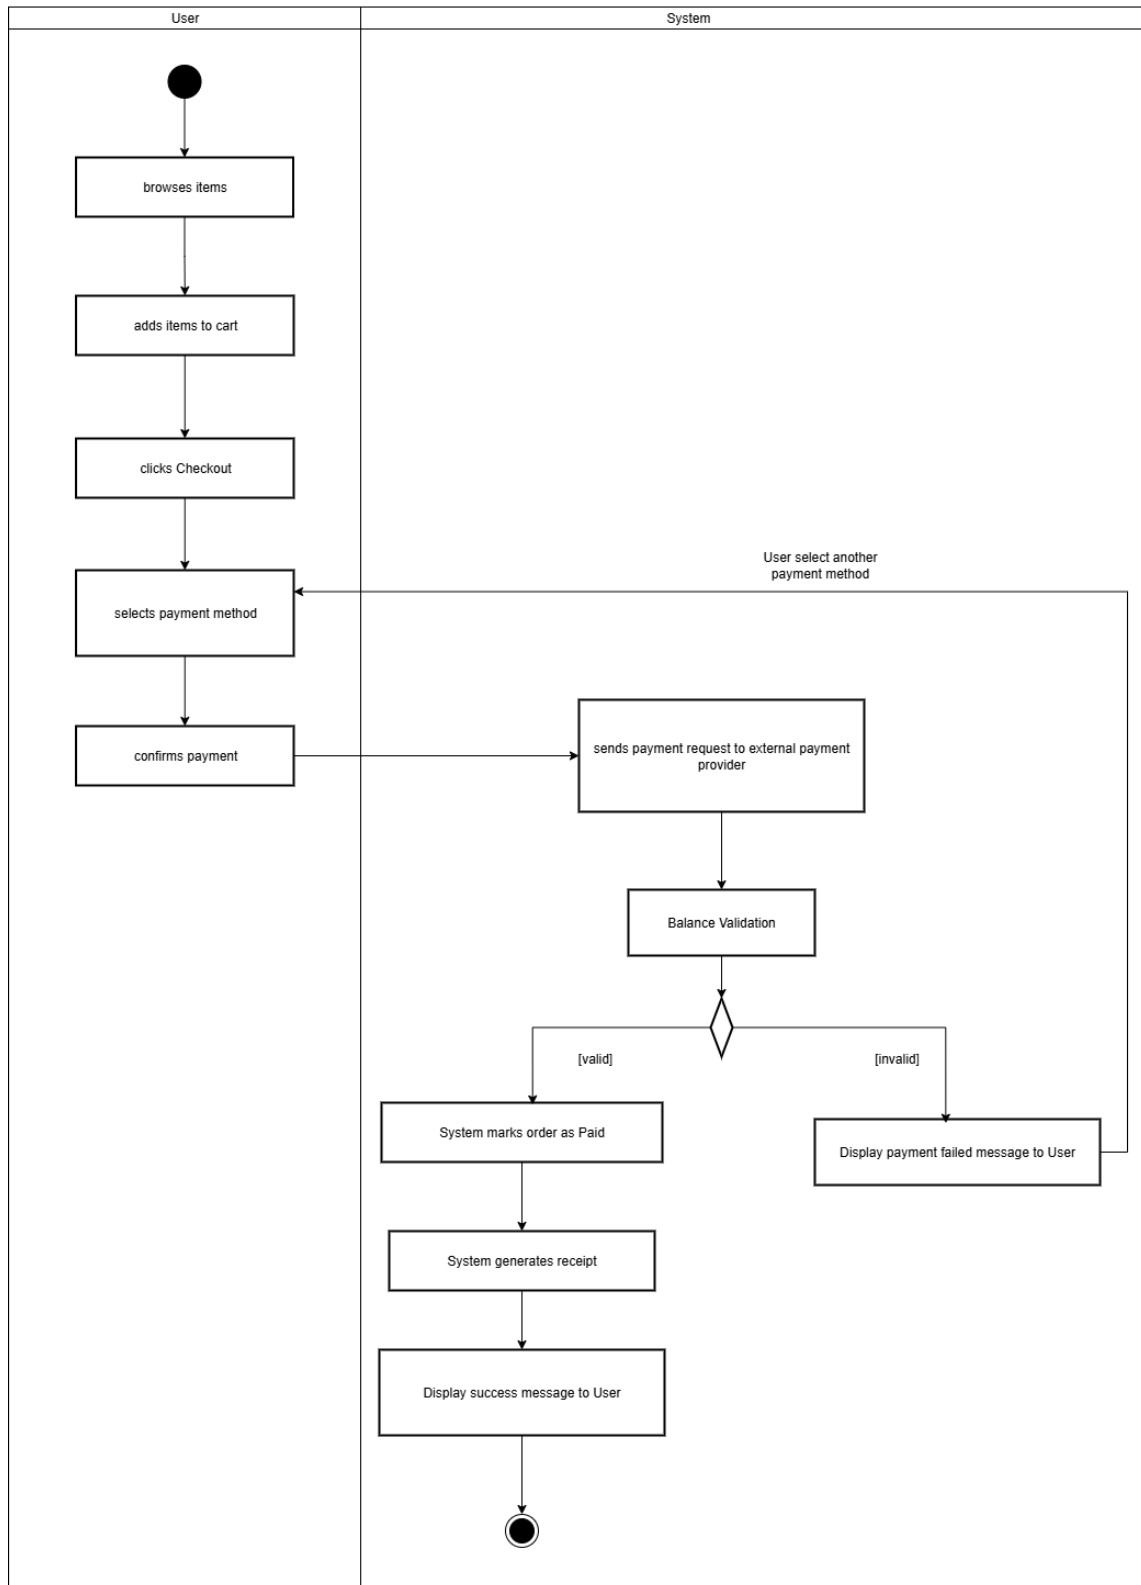 User
System
browses items
adds items to cart
clicks Checkout
User select another
payment method
selects payment method
confirms payment
sends payment request to external payment
provider
Balance Validation
[valid]
[invalid]
System marks order as Paid
Display payment failed message to User
System generates receipt
Display success message to User